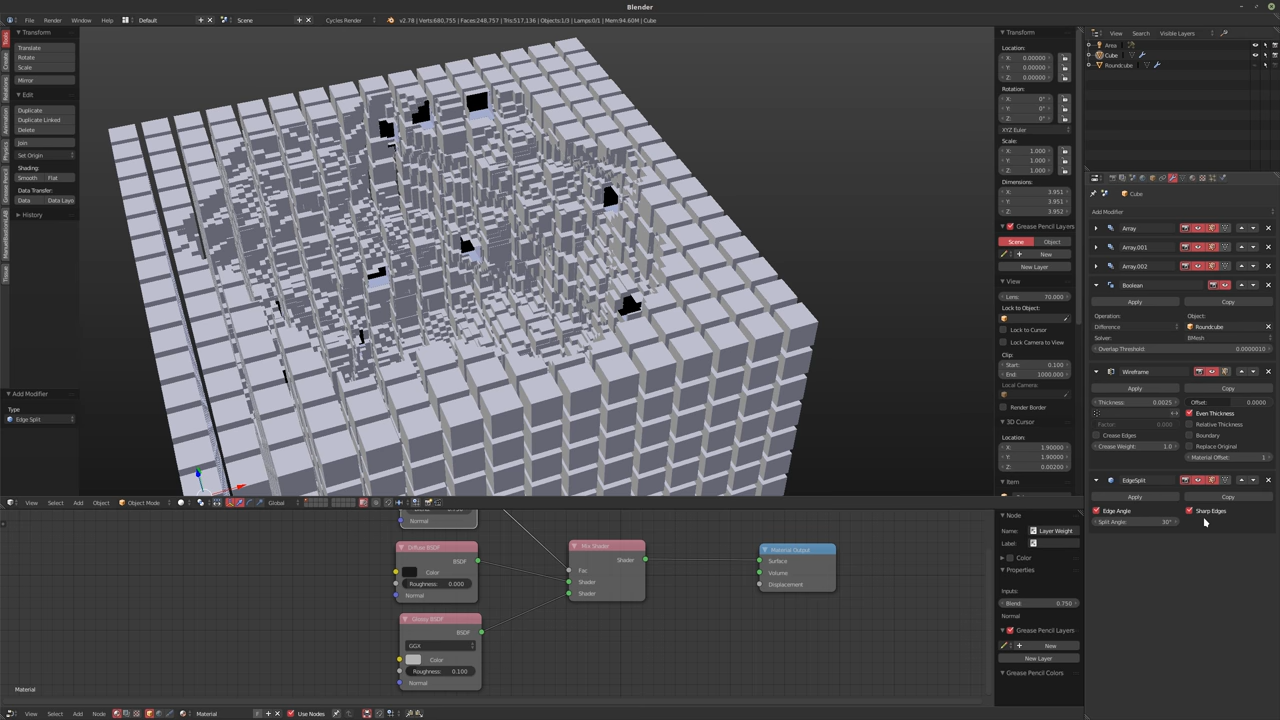 Blender
File Render Window Help Default Scene Cycles Render v2.78 | Verts:680,755 | Faces:248,757 | Tris:517,136 | Objects:1/3 | Lamps:0/1 | Mem:94.60M | Cube
Transform
Translate
Rotate
Scale
Mirror
Edit
Duplicate
Duplicate Linked
Delete
Join
Set Origin
Shading:
Smooth Flat
Data Transfer:
Data Data Layo
History
Tools
Create
Relations
Animation
Physics
Grease Pencil
Tissue
Add Modifier
Type
Edge Split
View Select Add Object Object Mode Global
Transform
Location:
X: 0.00000
Y: 0.00000
Z: 0.00000
Rotation:
X: 0°
Y: 0°
Z: 0°
XYZ Euler
Scale:
X: 1.000
Y: 1.000
Z: 1.000
Dimensions:
X: 3.951
Y: 3.951
Z: 3.952
Grease Pencil Layers
Scene Object
New
New Layer
View
Lens: 70.000
Lock to Object:
Lock to Cursor
Lock Camera to View
Clip:
Start: 0.100
End: 1000.000
Local Camera:
Render Border
3D Cursor
Location:
X: 1.90000
Y: 1.90000
Z: 0.00200
Item
View Search Visible Layers
Area
Cube
Roundcube
Cube
Add Modifier
Array
Array.001
Array.002
Boolean
Apply Copy
Operation: Object:
Difference Roundcube
Solver: BMesh
Overlap Threshold: 0.0000010
Wireframe
Apply Copy
Thickness: 0.0025 Offset: 0.0000
Even Thickness
Factor: 0.000 Relative Thickness
Crease Edges Boundary
Crease Weight: 1.0 Replace Original
Material Offset: 1
EdgeSplit
Apply Copy
Edge Angle Sharp Edges
Split Angle: 30°
Normal
Diffuse BSDF
BSDF
Color
Roughness: 0.000
Normal
Glossy BSDF
BSDF
GGX
Color
Roughness: 0.100
Normal
Mix Shader
Shader
Fac
Shader
Shader
Material Output
Surface
Volume
Displacement
Material
Node
Name: Layer Weight
Label:
Color
Properties
Inputs:
Blend: 0.750
Normal
Grease Pencil Layers
New
New Layer
Grease Pencil Colors
View Select Add Node Material F Use Nodes